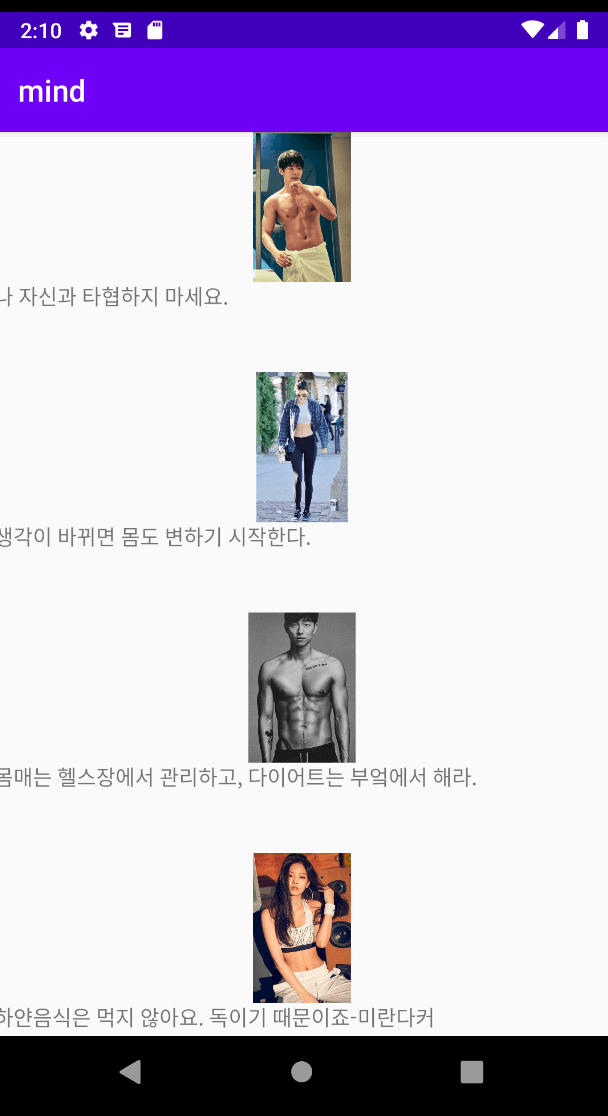 2:10
mind
나 자신과 타협하지 마세요.
생각이 바뀌면 몸도 변하기 시작한다.
몸매는 헬스장에서 관리하고, 다이어트는 부엌에서 해라.
하얀음식은 먹지 않아요. 독이기 때문이죠-미란다커